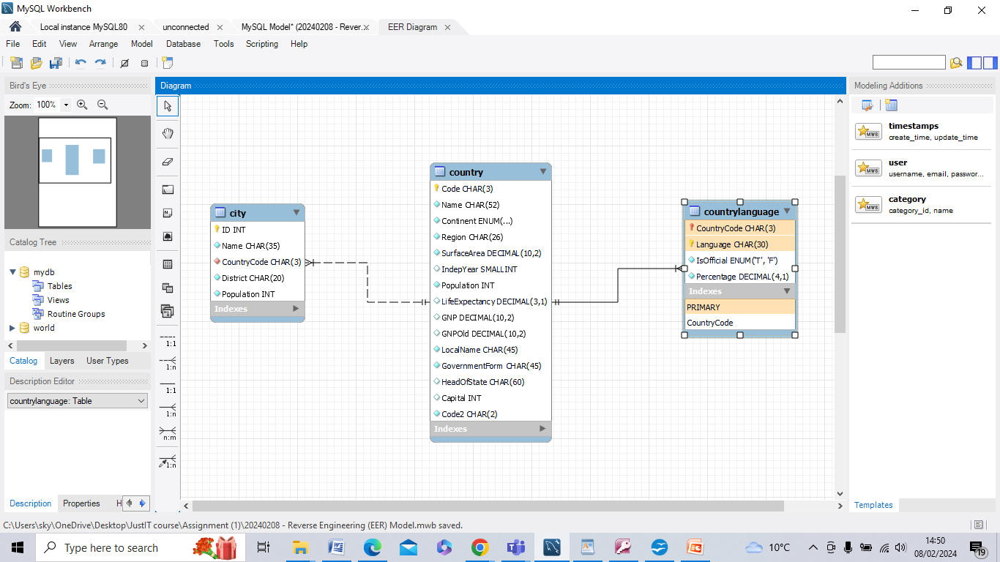 MySQL Workbench
Local instance MySQL80
unconnected
MySQL Model* (20240208 - Rever...
EER Diagram
File Edit View Arrange Model Database Tools Scripting Help
Bird's Eye
Zoom: 100%
Catalog Tree
mydb
Tables
Views
Routine Groups
world
Catalog Layers User Types
Description Editor
countrylanguage: Table
Description Properties H
Diagram
1:1
1:n
1:1
1:n
n:m
1:n
city
ID INT
Name CHAR(35)
CountryCode CHAR(3)
District CHAR(20)
Population INT
Indexes
country
Code CHAR(3)
Name CHAR(52)
Continent ENUM(...)
Region CHAR(26)
SurfaceArea DECIMAL(10,2)
IndepYear SMALLINT
Population INT
LifeExpectancy DECIMAL(3,1)
GNP DECIMAL(10,2)
GNPOld DECIMAL(10,2)
LocalName CHAR(45)
GovernmentForm CHAR(45)
HeadOfState CHAR(60)
Capital INT
Code2 CHAR(2)
Indexes
countrylanguage
CountryCode CHAR(3)
Language CHAR(30)
IsOfficial ENUM('T', 'F')
Percentage DECIMAL(4,1)
Indexes
PRIMARY
CountryCode
Modeling Additions
MWB
timestamps
create_time, update_time
MWB
user
username, email, passwor...
MWB
category
category_id, name
Templates
C:\Users\sky\OneDrive\Desktop\JustIT course\Assignment (1)\20240208 - Reverse Engineering (EER) Model.mwb saved.
Type here to search
10°C
14:50
08/02/2024
19